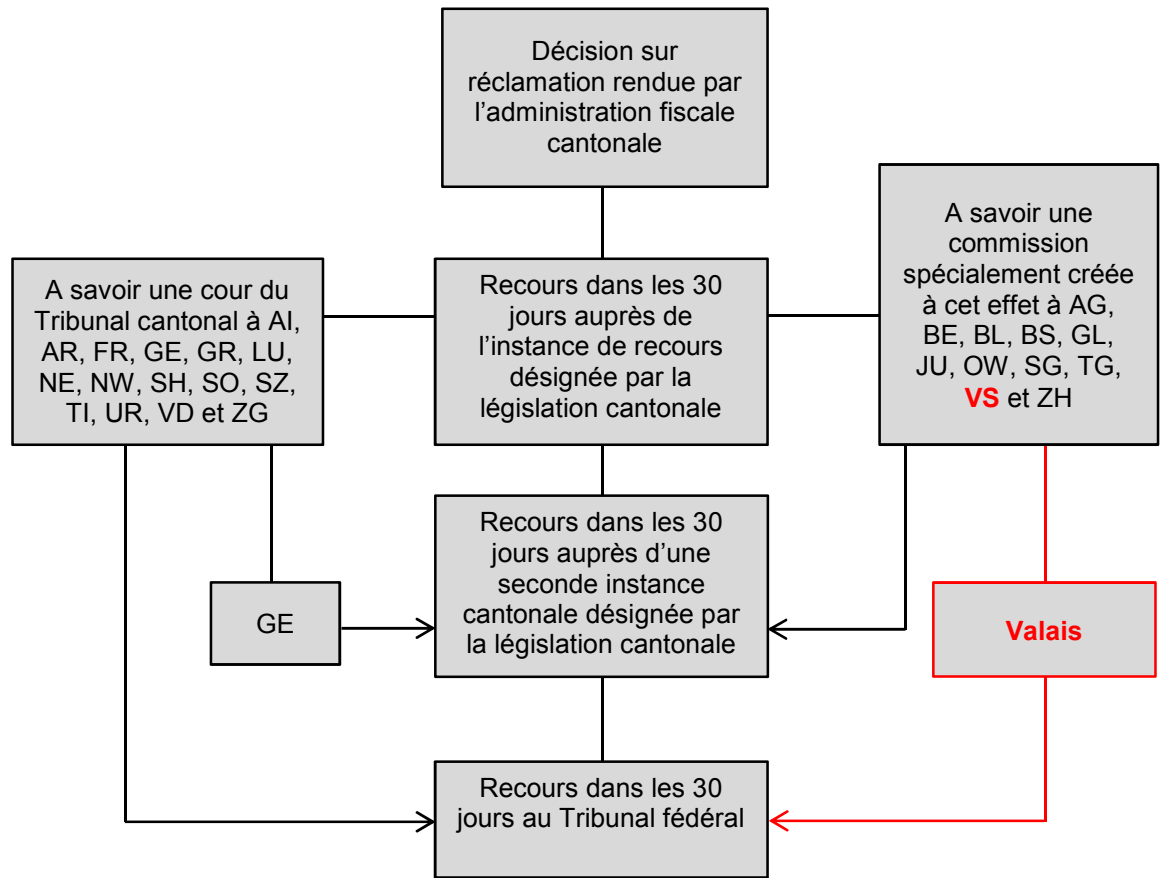 Décision sur
réclamation rendue par
l’administration fiscale
cantonale
A savoir une cour du
Tribunal cantonal à AI,
AR, FR, GE, GR, LU,
NE, NW, SH, SO, SZ,
TI, UR, VD et ZG
Recours dans les 30
jours auprès de
l’instance de recours
désignée par la
législation cantonale
A savoir une
commission
spécialement créée
à cet effet à AG,
BE, BL, BS, GL,
JU, OW, SG, TG,
VS et ZH
GE
Recours dans les 30
jours auprès d’une
seconde instance
cantonale désignée par
la législation cantonale
Valais
Recours dans les 30
jours au Tribunal fédéral